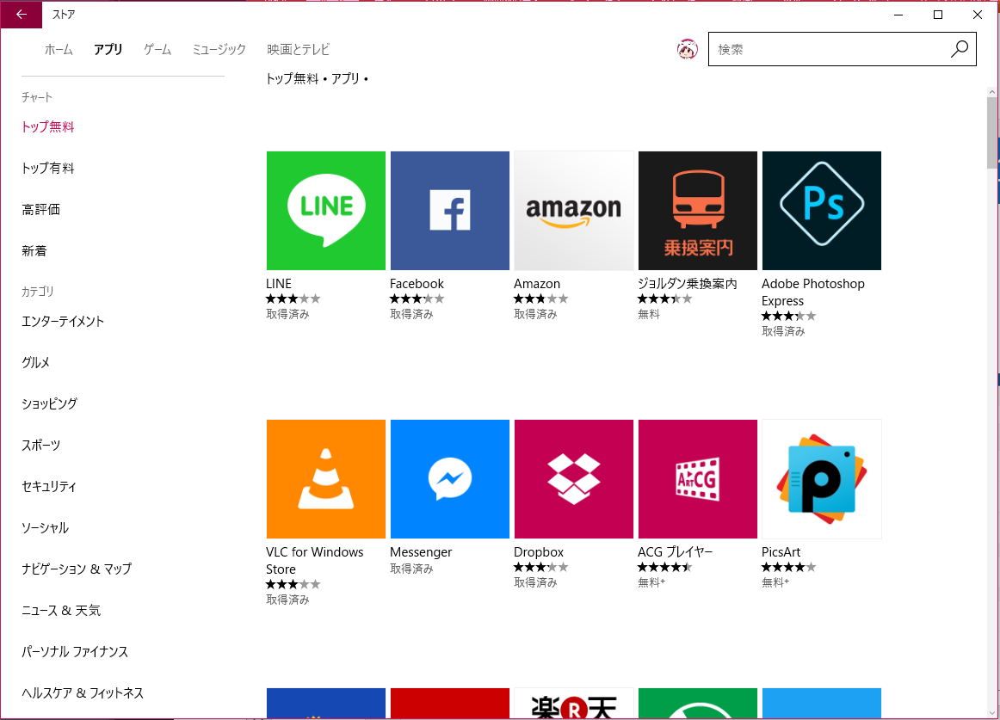 ストア
ホーム アプリ ゲーム ミュージック 映画とテレビ
検索
トップ無料 • アプリ •
チャート
トップ無料
トップ有料
高評価
新着
カテゴリ
エンターテイメント
グルメ
ショッピング
スポーツ
セキュリティ
ソーシャル
ナビゲーション & マップ
ニュース & 天気
パーソナル ファイナンス
ヘルスケア & フィットネス
LINE
LINE
取得済み
f
Facebook
取得済み
amazon
Amazon
取得済み
乗換案内
ジョルダン乗換案内
無料
Ps
Adobe Photoshop
Express
取得済み
VLC for Windows
Store
取得済み
Messenger
取得済み
Dropbox
取得済み
ArtCG
ACG プレイヤー
無料+
p
PicsArt
無料+
楽R天